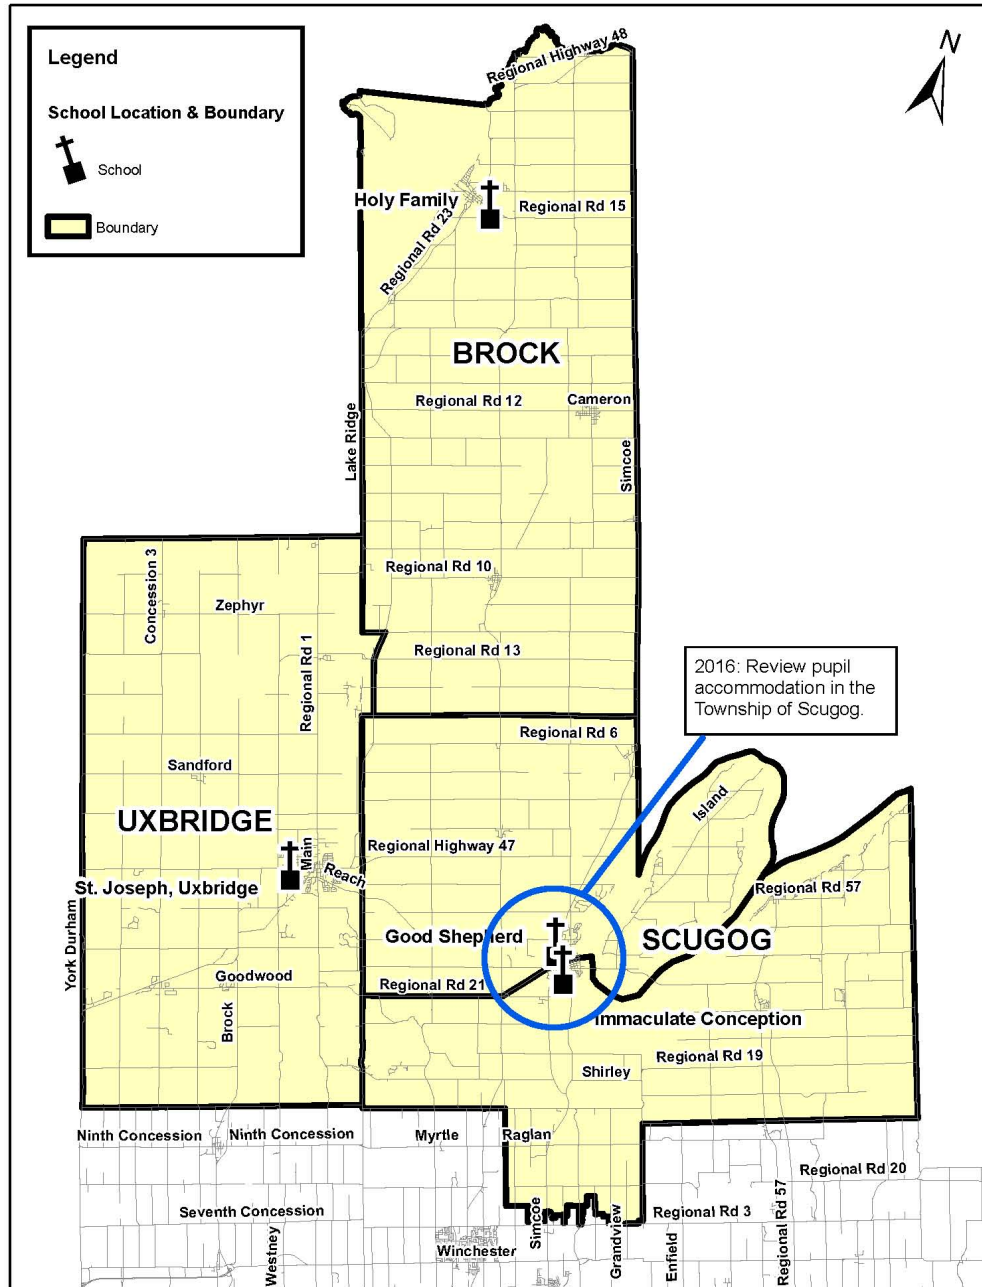 Legend
School Location & Boundary
School
Boundary
N
Regional Highway 48
Holy Family
Regional Rd 15
Regional Rd 23
BROCK
Regional Rd 12
Cameron
Lake Ridge
Simcoe
Regional Rd 10
Concession 3
Zephyr
Regional Rd 1
Regional Rd 13
2016: Review pupil
accommodation in the
Township of Scugog.
Regional Rd 6
Sandford
Island
UXBRIDGE
Main
Regional Highway 47
Reach
St. Joseph, Uxbridge
Regional Rd 57
York Durham
Good Shepherd
SCUGOG
Goodwood
Regional Rd 21
Brock
Immaculate Conception
Regional Rd 19
Shirley
Ninth Concession
Ninth Concession
Myrtle
Raglan
Regional Rd 20
Seventh Concession
Simcoe
Regional Rd 3
Westney
Winchester
Grandview
Enfield
Regional Rd 57